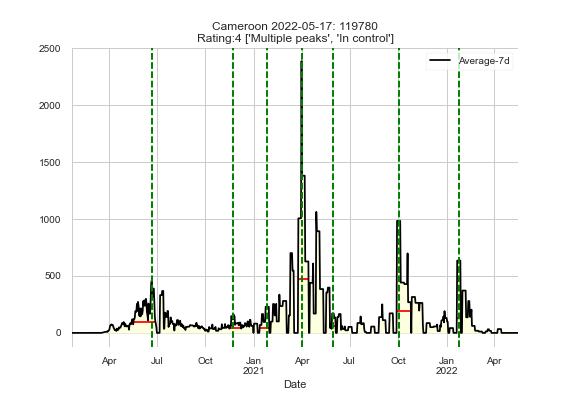 Cameroon 2022-05-17: 119780
Rating:4 ['Multiple peaks', 'In control']
Average-7d
2500
2000
1500
1000
500
0
Apr Jul Oct Jan Apr Jul Oct Jan Apr
2021 2022
Date